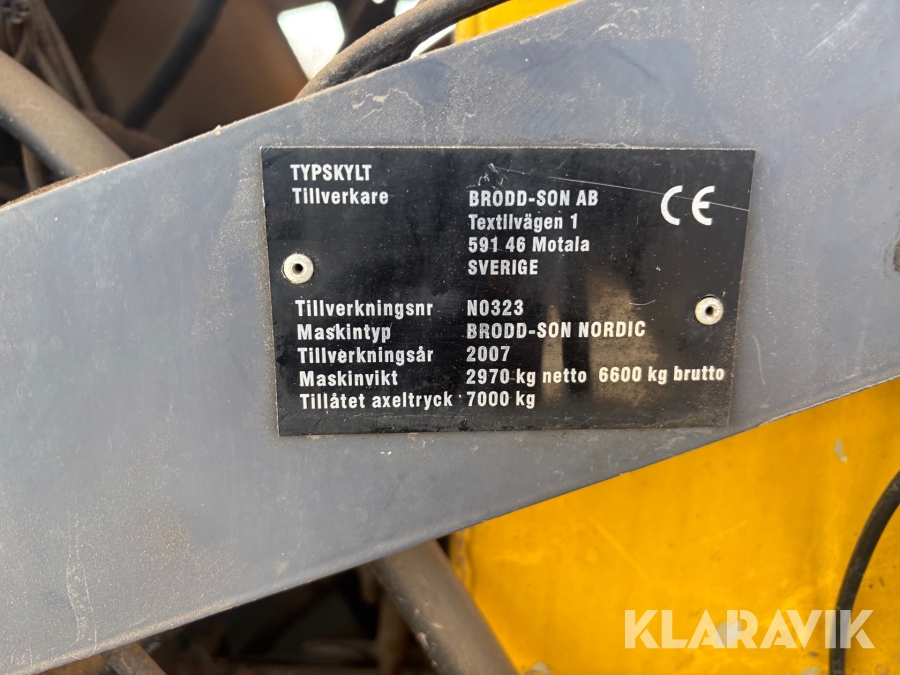 TYPSKYLT
Tillverkare BRODD-SON AB CE
Textilvägen 1
591 46 Motala
SVERIGE
Tillverkningsnr N0323
Maskintyp BRODD-SON NORDIC
Tillverkningsår 2007
Maskinvikt 2970 kg netto 6600 kg brutto
Tillåtet axeltryck 7000 kg
KLARAVIK